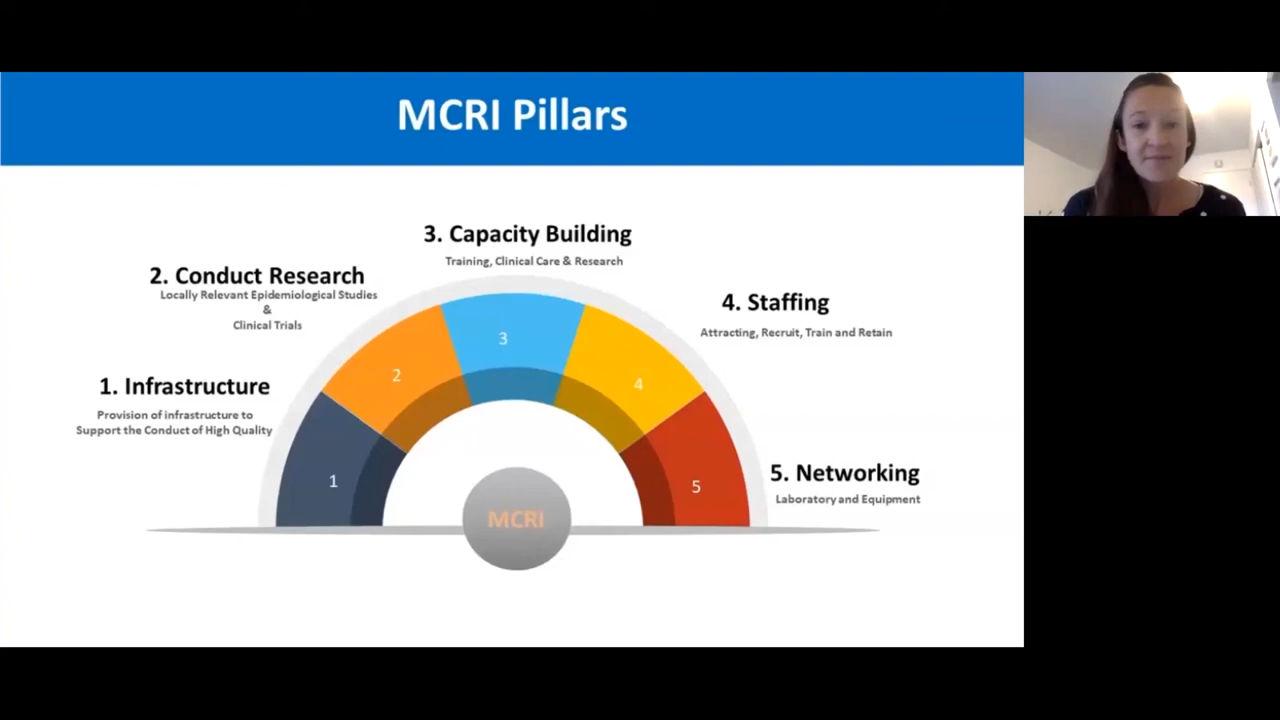 MCRI Pillars
3. Capacity Building
Training, Clinical Care & Research
2. Conduct Research
Locally Relevant Epidemiological Studies
&
Clinical Trials
4. Staffing
Attracting, Recruit, Train and Retain
1. Infrastructure
Provision of infrastructure to
Support the Conduct of High Quality
5. Networking
Laboratory and Equipment
3
2
4
1
5
MCRI